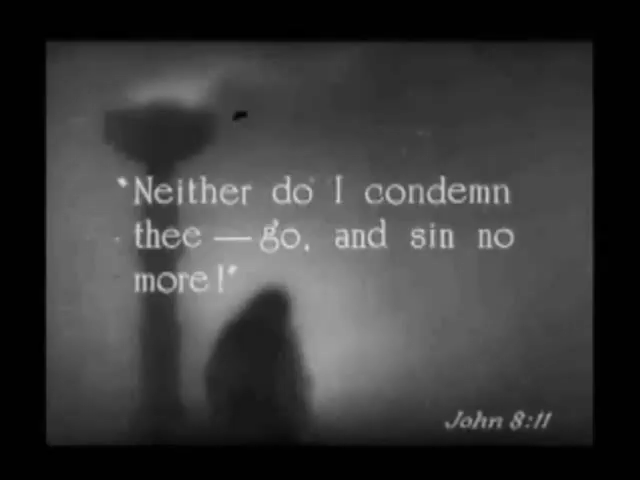 "Neither do I condemn
thee — go, and sin no
more!"
John 8:11